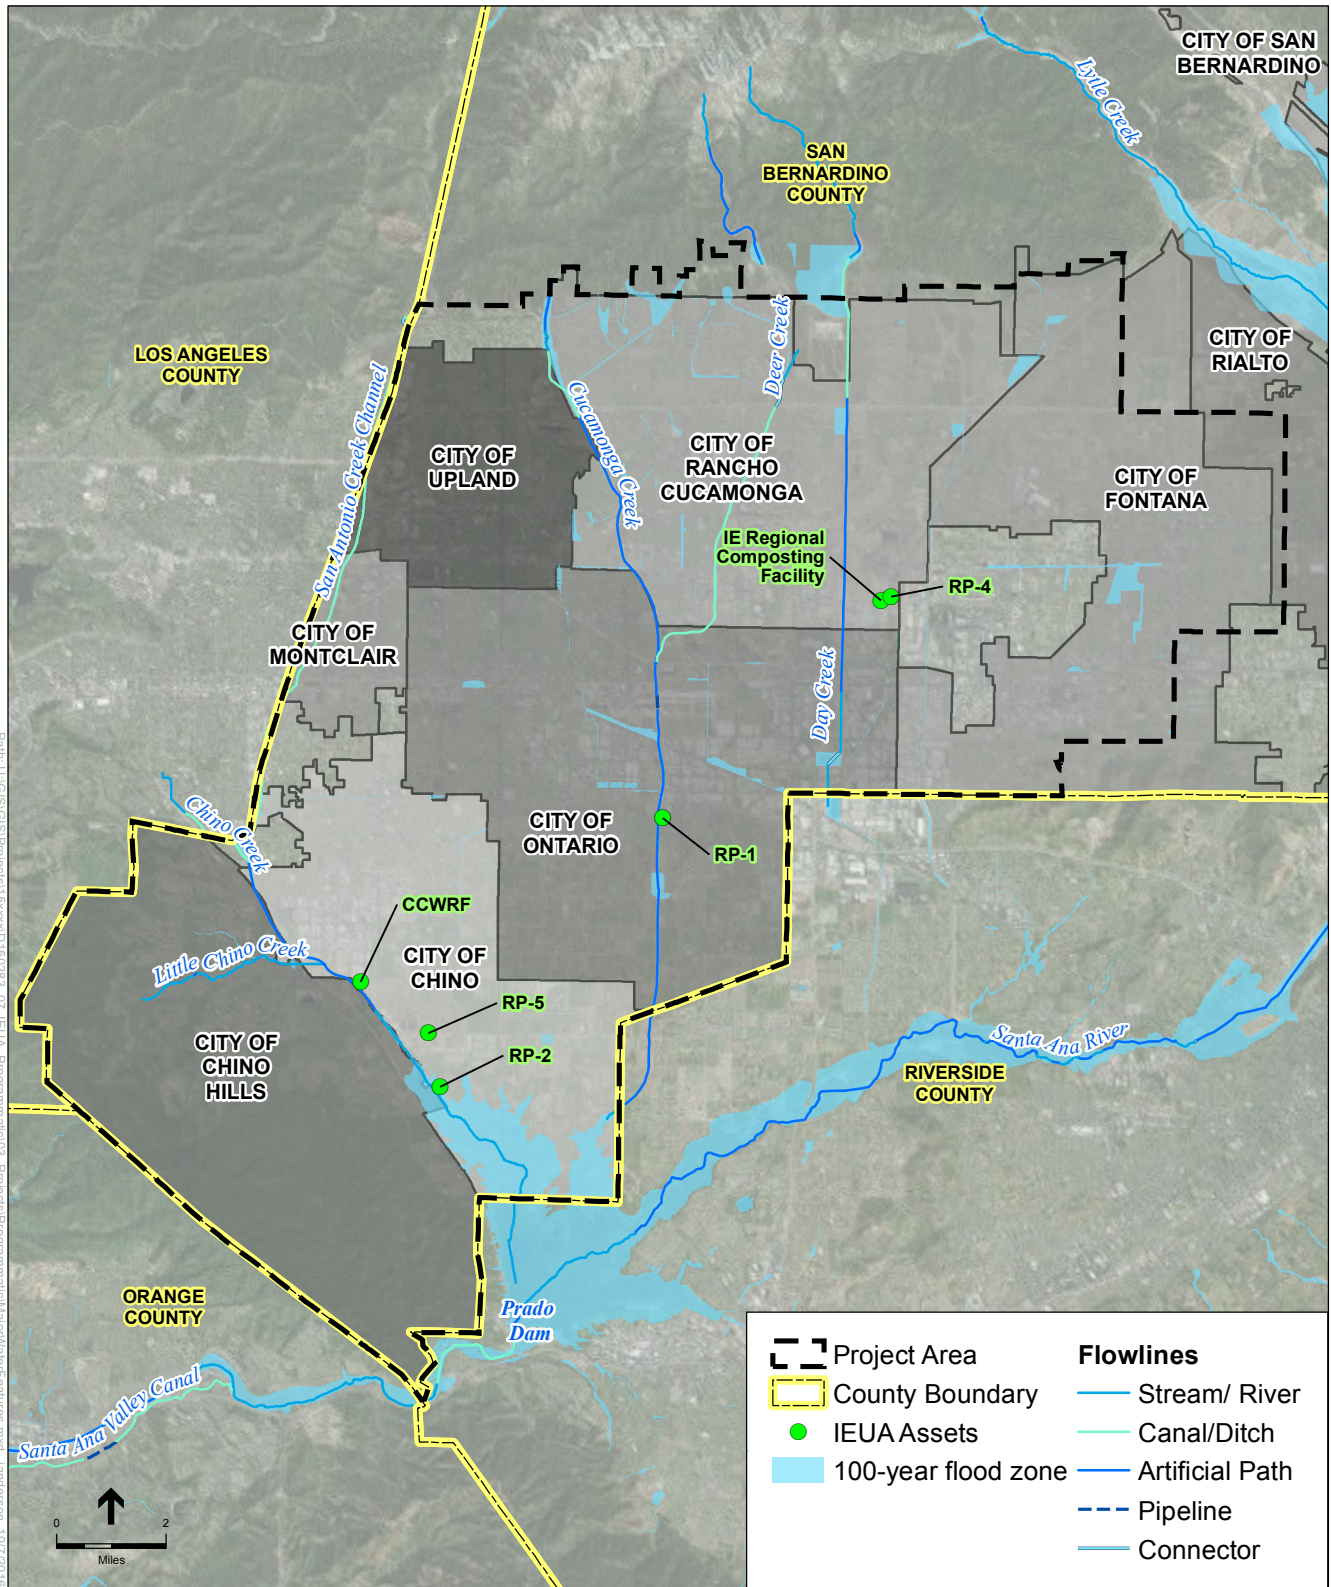 CITY OF SAN
BERNARDINO
Lytle Creek
SAN
BERNARDINO
COUNTY
LOS ANGELES
COUNTY
CITY OF
RIALTO
Deer Creek
San Antonio Creek Channel
Cucamonga Creek
CITY OF
UPLAND
CITY OF
RANCHO
CUCAMONGA
CITY OF
FONTANA
IE Regional
Composting
Facility
RP-4
CITY OF
MONTCLAIR
Day Creek
Chino Creek
CITY OF
ONTARIO
RP-1
CCWRF
Little Chino Creek
CITY OF
CHINO
RP-5
Santa Ana River
CITY OF
CHINO
HILLS
RP-2
RIVERSIDE
COUNTY
ORANGE
COUNTY
Prado
Dam
Santa Ana Valley Canal
0 2
Miles
Project Area
County Boundary
IEUA Assets
100-year flood zone
Flowlines
Stream/ River
Canal/Ditch
Artificial Path
Pipeline
Connector